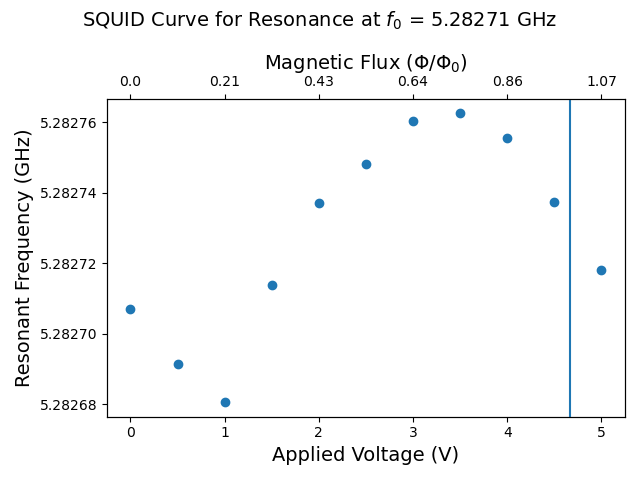 SQUID Curve for Resonance at f₀ = 5.28271 GHz
Magnetic Flux (Φ/Φ₀)
0.0 0.21 0.43 0.64 0.86 1.07
Resonant Frequency (GHz)
5.28276
5.28274
5.28272
5.28270
5.28268
0 1 2 3 4 5
Applied Voltage (V)